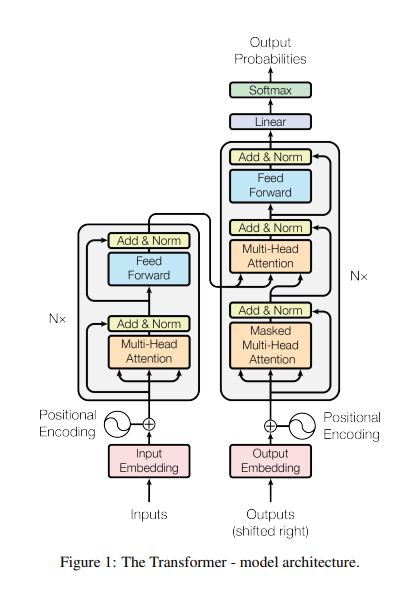 Output
Probabilities
Softmax
Linear
Add & Norm
Feed
Forward
Add & Norm
Multi-Head
Attention
Add & Norm
Masked
Multi-Head
Attention
N×
Add & Norm
Feed
Forward
Add & Norm
Multi-Head
Attention
N×
Positional
Encoding
Positional
Encoding
Input
Embedding
Output
Embedding
Inputs
Outputs
(shifted right)
Figure 1: The Transformer - model architecture.